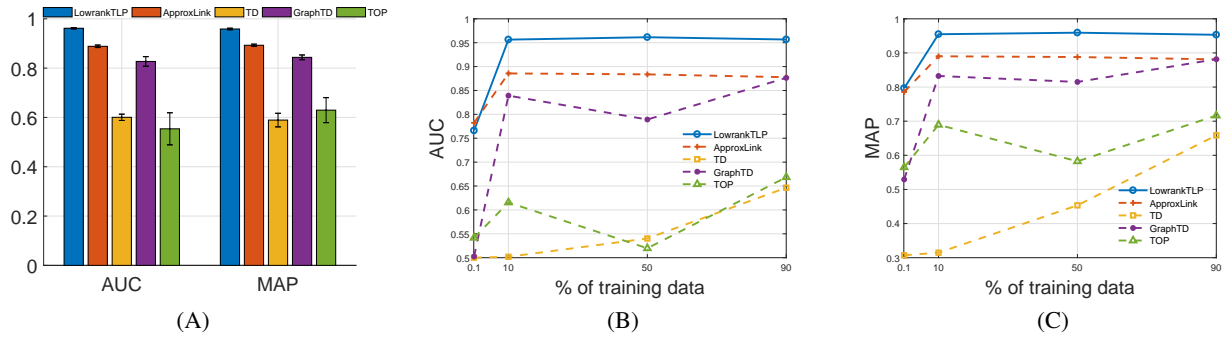 LowrankTLP ApproxLink TD GraphTD TOP
1
0.8
0.6
0.4
0.2
0
AUC MAP
(A)
1
0.95
0.9
0.85
0.8
0.75
0.7
0.65
0.6
0.55
0.5
AUC
LowrankTLP
ApproxLink
TD
GraphTD
TOP
0.1 10 50 90
% of training data
(B)
1
0.9
0.8
0.7
0.6
0.5
0.4
0.3
MAP
LowrankTLP
ApproxLink
TD
GraphTD
TOP
0.1 10 50 90
% of training data
(C)